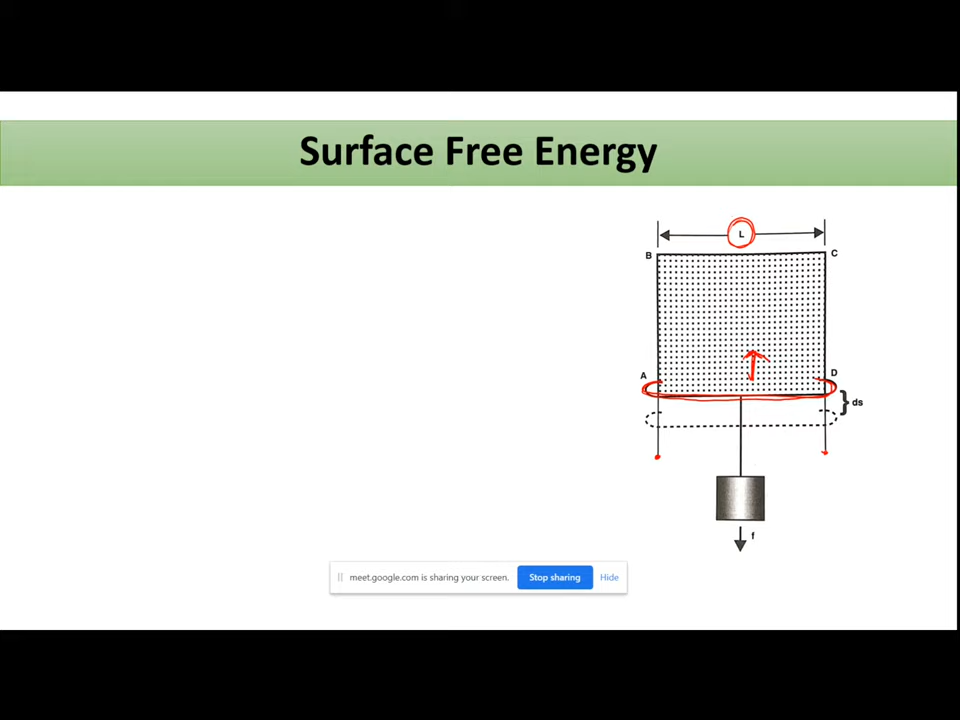 Surface Free Energy
L
B
C
A
D
ds
f
meet.google.com is sharing your screen.
Stop sharing
Hide